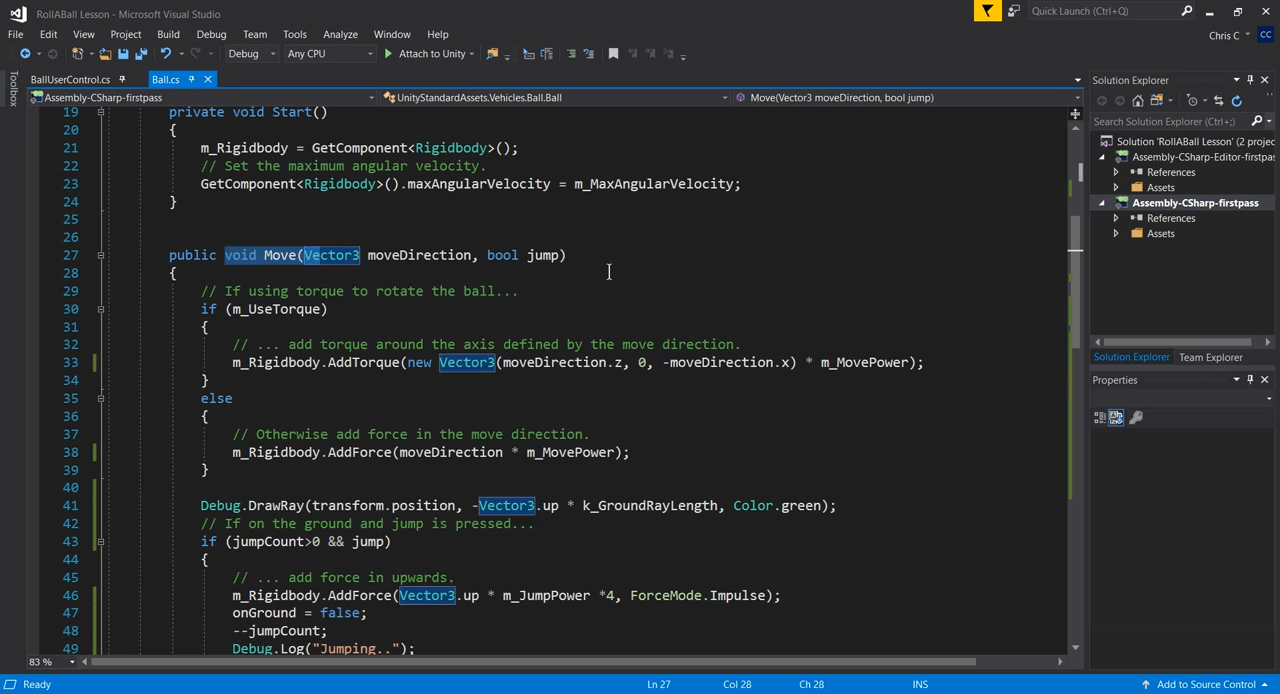 RollABall Lesson - Microsoft Visual Studio
Quick Launch (Ctrl+Q)
File Edit View Project Build Debug Team Tools Architecture Analyze Window Help
Chris C
CC
Debug Any CPU Attach to Unity
Toolbox
BallUserControl.cs Ball.cs
Assembly-CSharp-firstpass UnityStandardAssets.Vehicles.Ball.Ball Move(Vector3 moveDirection, bool jump)
19 private void Start()
20 {
21 m_Rigidbody = GetComponent<Rigidbody>();
22 // Set the maximum angular velocity.
23 GetComponent<Rigidbody>().maxAngularVelocity = m_MaxAngularVelocity;
24 }
25
26
27 public void Move(Vector3 moveDirection, bool jump)
28 {
29 // If using torque to rotate the ball...
30 if (m_UseTorque)
31 {
32 // ... add torque around the axis defined by the move direction.
33 m_Rigidbody.AddTorque(new Vector3(moveDirection.z, 0, -moveDirection.x) * m_MovePower);
34 }
35 else
36 {
37 // Otherwise add force in the move direction.
38 m_Rigidbody.AddForce(moveDirection * m_MovePower);
39 }
40
41 Debug.DrawRay(transform.position, -Vector3.up * k_GroundRayLength, Color.green);
42 // If on the ground and jump is pressed...
43 if (jumpCount>0 && jump)
44 {
45 // ... add force in upwards.
46 m_Rigidbody.AddForce(Vector3.up * m_JumpPower *4, ForceMode.Impulse);
47 onGround = false;
48 --jumpCount;
49 Debug.Log("Jumping..");
83 %
Solution Explorer
Search Solution Explorer (Ctrl+;)
Solution 'RollABall Lesson' (2 projec
Assembly-CSharp-Editor-firstpas
References
Assets
Assembly-CSharp-firstpass
References
Assets
Solution Explorer Team Explorer
Properties
Ready Ln 27 Col 28 Ch 28 INS Add to Source Control